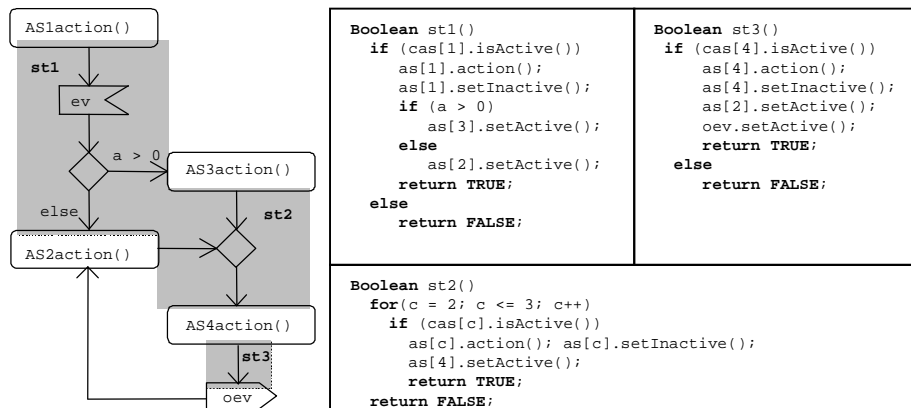 AS1action()
st1
ev
a > 0
AS3action()
else
st2
AS2action()
AS4action()
st3
oev
Boolean st1()
if (cas[1].isActive())
as[1].action();
as[1].setInactive();
if (a > 0)
as[3].setActive();
else
as[2].setActive();
return TRUE;
else
return FALSE;
Boolean st3()
if (cas[4].isActive())
as[4].action();
as[4].setInactive();
as[2].setActive();
oev.setActive();
return TRUE;
else
return FALSE;
Boolean st2()
for(c = 2; c <= 3; c++)
if (cas[c].isActive())
as[c].action(); as[c].setInactive();
as[4].setActive();
return TRUE;
return FALSE;